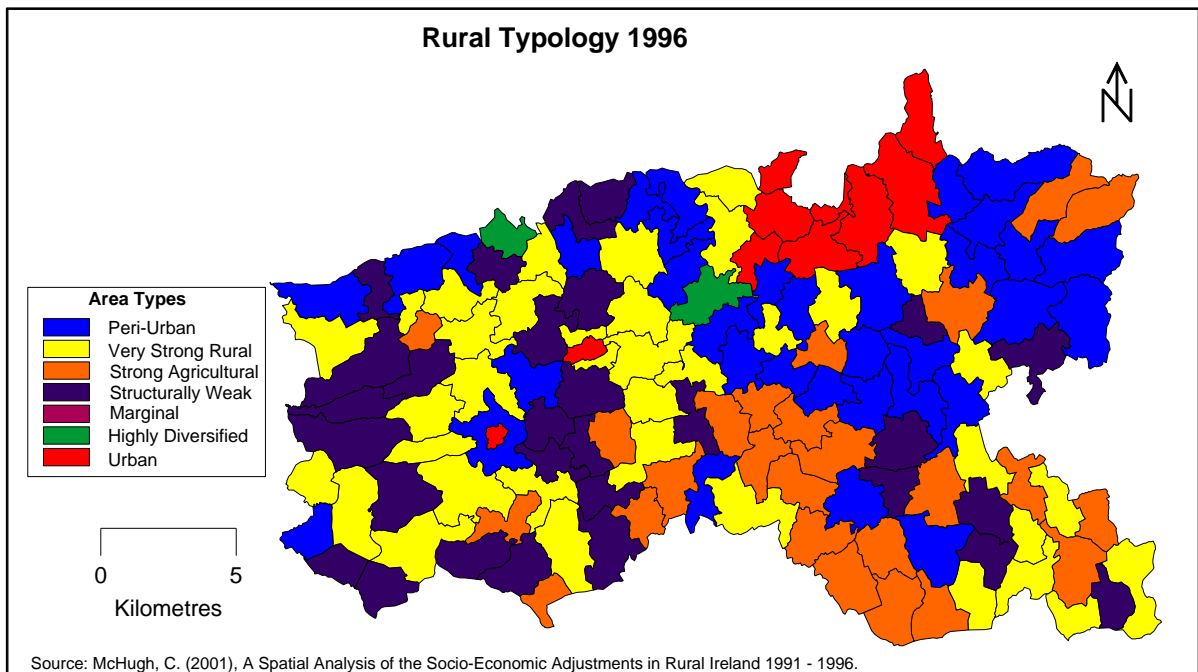 Rural Typology 1996
N
Area Types
Peri-Urban
Very Strong Rural
Strong Agricultural
Structurally Weak
Marginal
Highly Diversified
Urban
0 5
Kilometres
Source: McHugh, C. (2001), A Spatial Analysis of the Socio-Economic Adjustments in Rural Ireland 1991 - 1996.